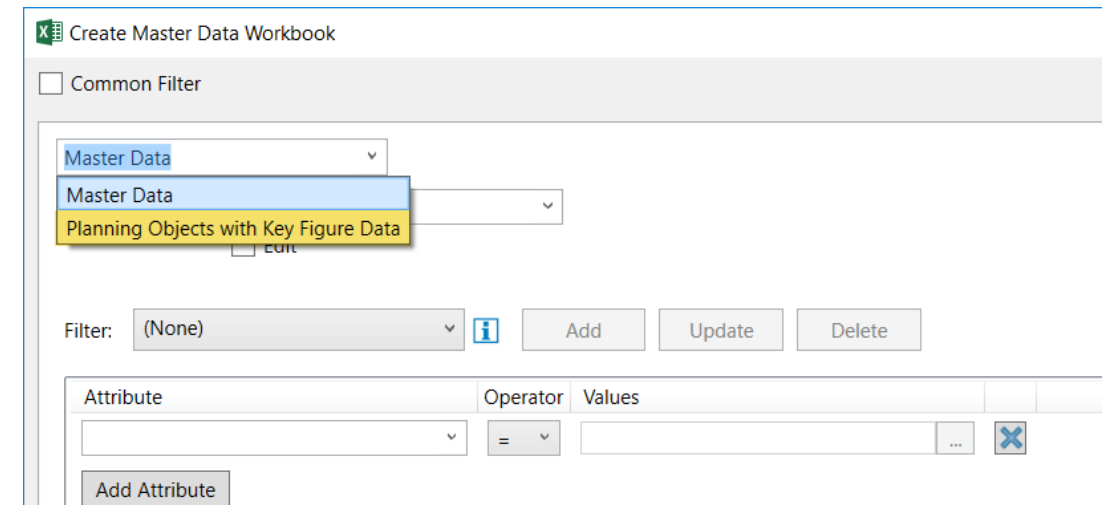 Create Master Data Workbook
Common Filter
Master Data
Master Data
Planning Objects with Key Figure Data
Edit
Filter: (None) Add Update Delete
Attribute Operator Values
= ...
Add Attribute